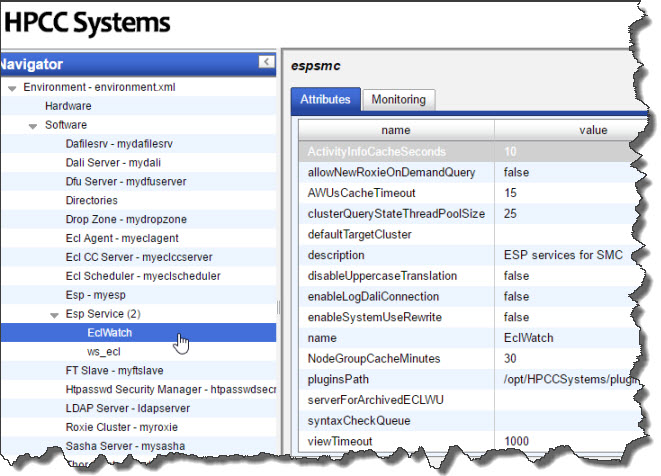 HPCC Systems
Navigator
Environment - environment.xml
Hardware
Software
Dafilesrv - mydafilesrv
Dali Server - mydali
Dfu Server - mydfuserver
Directories
Drop Zone - mydropzone
Ecl Agent - myeclagent
Ecl CC Server - myeclccserver
Ecl Scheduler - myeclscheduler
Esp - myesp
Esp Service (2)
EclWatch
ws_ecl
FT Slave - myftslave
Htpasswd Security Manager - htpasswdsecr
LDAP Server - ldapserver
Roxie Cluster - myroxie
Sasha Server - mysasha
espsmc
Attributes Monitoring
name value
ActivityInfoCacheSeconds 10
allowNewRoxieOnDemandQuery false
AWUsCacheTimeout 15
clusterQueryStateThreadPoolSize 25
defaultTargetCluster
description ESP services for SMC
disableUppercaseTranslation false
enableLogDaliConnection false
enableSystemUseRewrite false
name EclWatch
NodeGroupCacheMinutes 30
pluginsPath /opt/HPCCSystems/plugin
serverForArchivedECLWU
syntaxCheckQueue
viewTimeout 1000